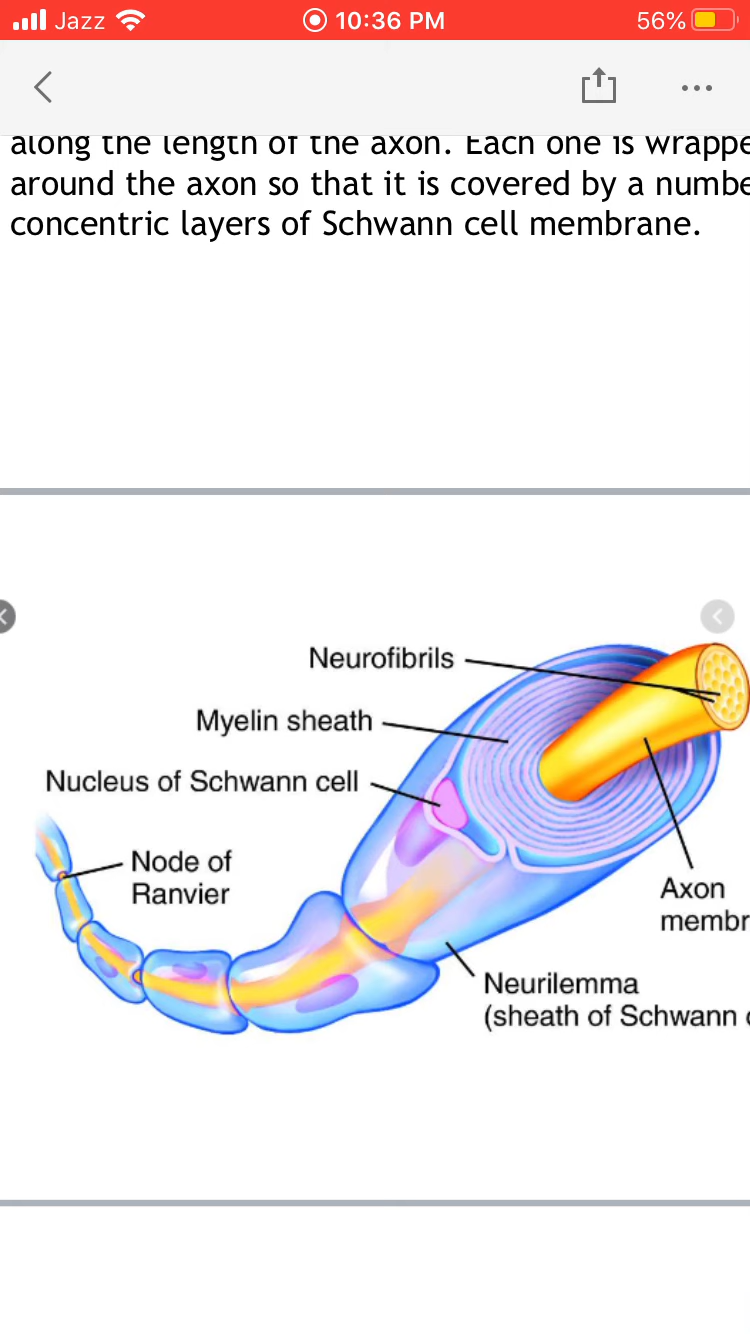 Jazz 10:36 PM 56%
along the length of the axon. Each one is wrappe
around the axon so that it is covered by a numbe
concentric layers of Schwann cell membrane.
Neurofibrils
Myelin sheath
Nucleus of Schwann cell
Node of
Ranvier
Axon
membr
Neurilemma
(sheath of Schwann